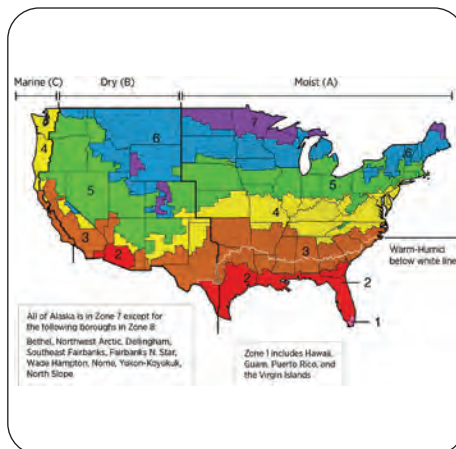 Marine (C) Dry (B) Moist (A)
7
6
6
4
5
5
4
3
3
2
2
2
1
Warm-Humid
below white line
All of Alaska is in Zone 7 except for
the following boroughs in Zone 8:
Bethel, Northwest Arctic, Dellingham,
Southeast Fairbanks, Fairbanks N. Star,
Wade Hampton, Nome, Yukon-Koyukuk,
North Slope
Zone 1 includes Hawaii,
Guam, Puerto Rico, and
the Virgin Islands